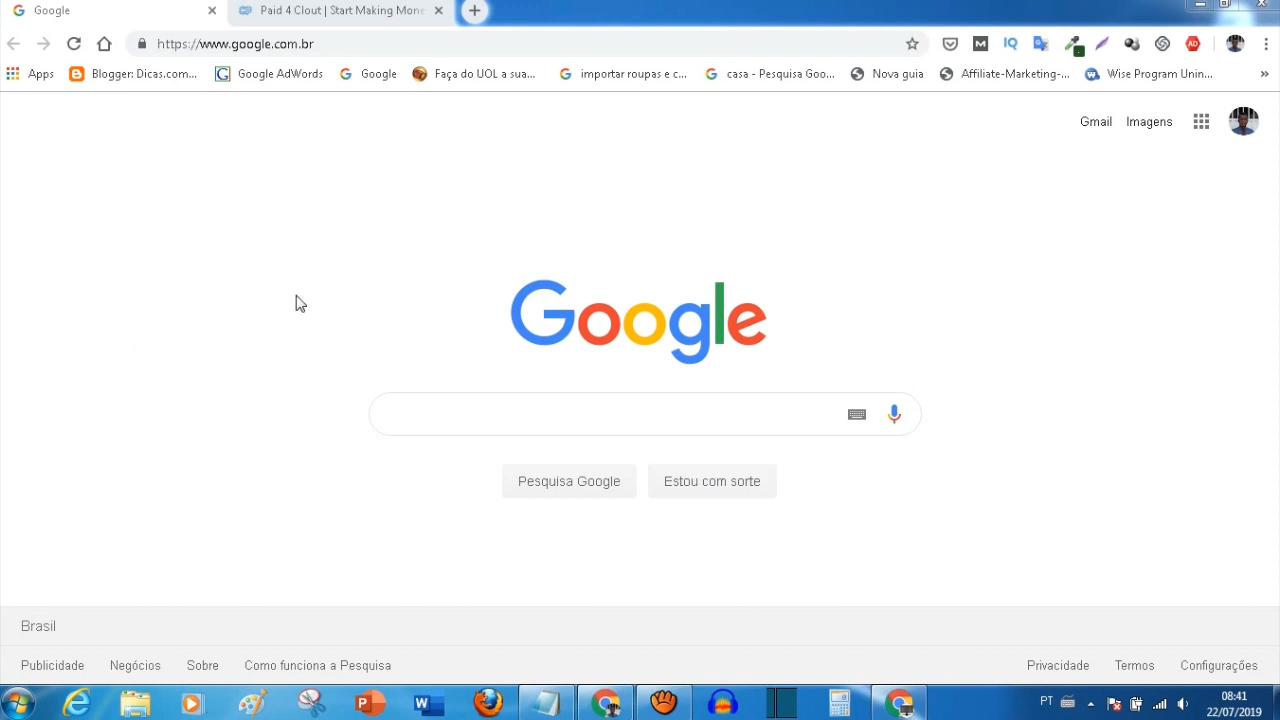 Google
Paid 4 Clout | Start Making Mone
https://www.google.com.br
Apps
Blogger: Dicas.com...
Google AdWords
Google
Faça do UOL a sua...
importar roupas e c...
casa - Pesquisa Goo...
Nova guia
Affiliate-Marketing-...
Wise Program Unin...
Gmail
Imagens
Google
Pesquisa Google
Estou com sorte
Brasil
Publicidade
Negócios
Sobre
Como funciona a Pesquisa
Privacidade
Termos
Configurações
PT
08:41
22/07/2019